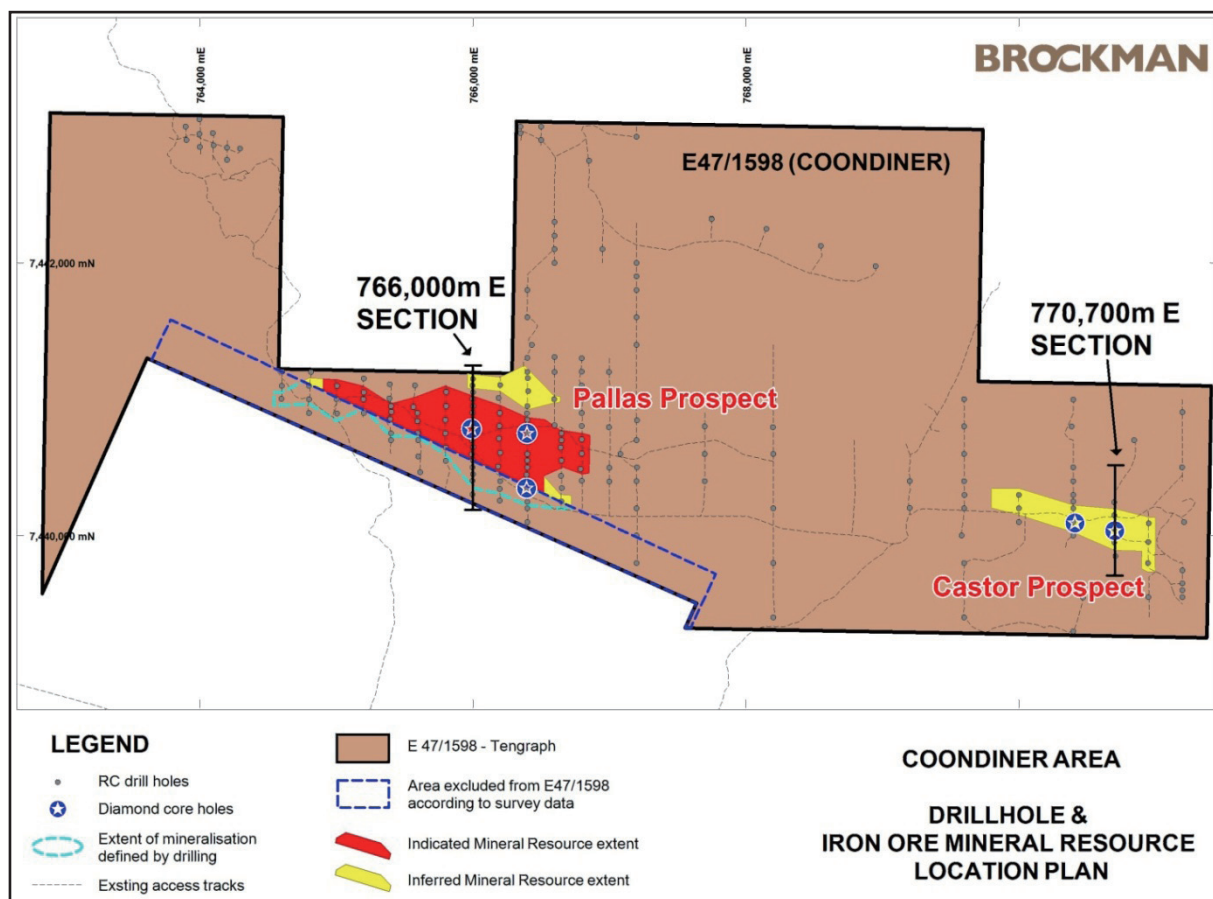 764,000 mE
766,000 mE
768,000 mE
BROCKMAN
E47/1598 (COONDINER)
7,442,000 mN
766,000m E
SECTION
770,700m E
SECTION
Pallas Prospect
7,440,000 mN
Castor Prospect
LEGEND
RC drill holes
Diamond core holes
Extent of mineralisation
defined by drilling
Exsting access tracks
E 47/1598 - Tengraph
Area excluded from E47/1598
according to survey data
Indicated Mineral Resource extent
Inferred Mineral Resource extent
COONDINER AREA
DRILLHOLE &
IRON ORE MINERAL RESOURCE
LOCATION PLAN